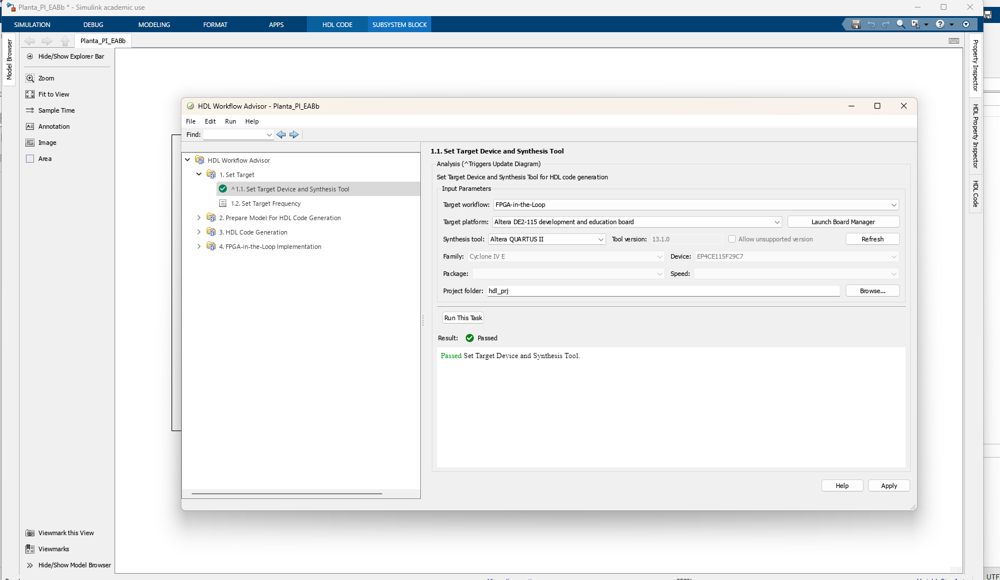 Planta_PI_EABb * - Simulink academic use
SIMULATION DEBUG MODELING FORMAT APPS HDL CODE SUBSYSTEM BLOCK
Model Browser
Planta_PI_EABb
Hide/Show Explorer Bar
Zoom
Fit to View
Sample Time
Annotation
Image
Area
Viewmark this View
Viewmarks
Hide/Show Model Browser
HDL Workflow Advisor - Planta_PI_EABb
File Edit Run Help
Find:
HDL Workflow Advisor
1. Set Target
^1.1. Set Target Device and Synthesis Tool
1.2. Set Target Frequency
2. Prepare Model For HDL Code Generation
3. HDL Code Generation
4. FPGA-in-the-Loop Implementation
1.1. Set Target Device and Synthesis Tool
Analysis (^Triggers Update Diagram)
Set Target Device and Synthesis Tool for HDL code generation
Input Parameters
Target workflow: FPGA-in-the-Loop
Target platform: Altera DE2-115 development and education board Launch Board Manager
Synthesis tool: Altera QUARTUS II Tool version: 13.1.0 Allow unsupported version Refresh
Family: Cyclone IV E Device: EP4CE115F29C7
Package: Speed:
Project folder: hdl_prj Browse...
Run This Task
Result: Passed
Passed Set Target Device and Synthesis Tool.
Help Apply
Property Inspector
HDL Property Inspector
HDL Code
UTF